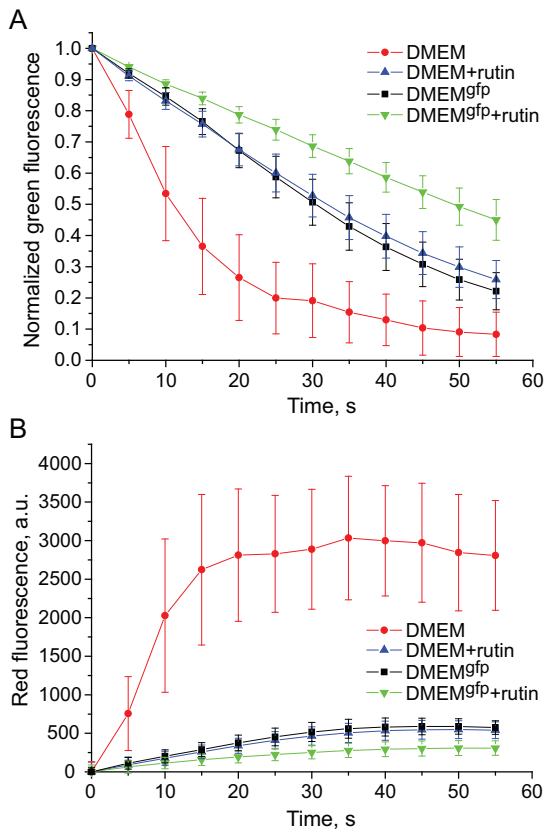 A
1.0
0.9
0.8
0.7
0.6
0.5
0.4
0.3
0.2
0.1
0.0
Normalized green fluorescence
DMEM
DMEM+rutin
DMEMgfp
DMEMgfp+rutin
0 10 20 30 40 50 60
Time, s
B
4000
3500
3000
2500
2000
1500
1000
500
0
Red fluorescence, a.u.
DMEM
DMEM+rutin
DMEMgfp
DMEMgfp+rutin
0 10 20 30 40 50 60
Time, s